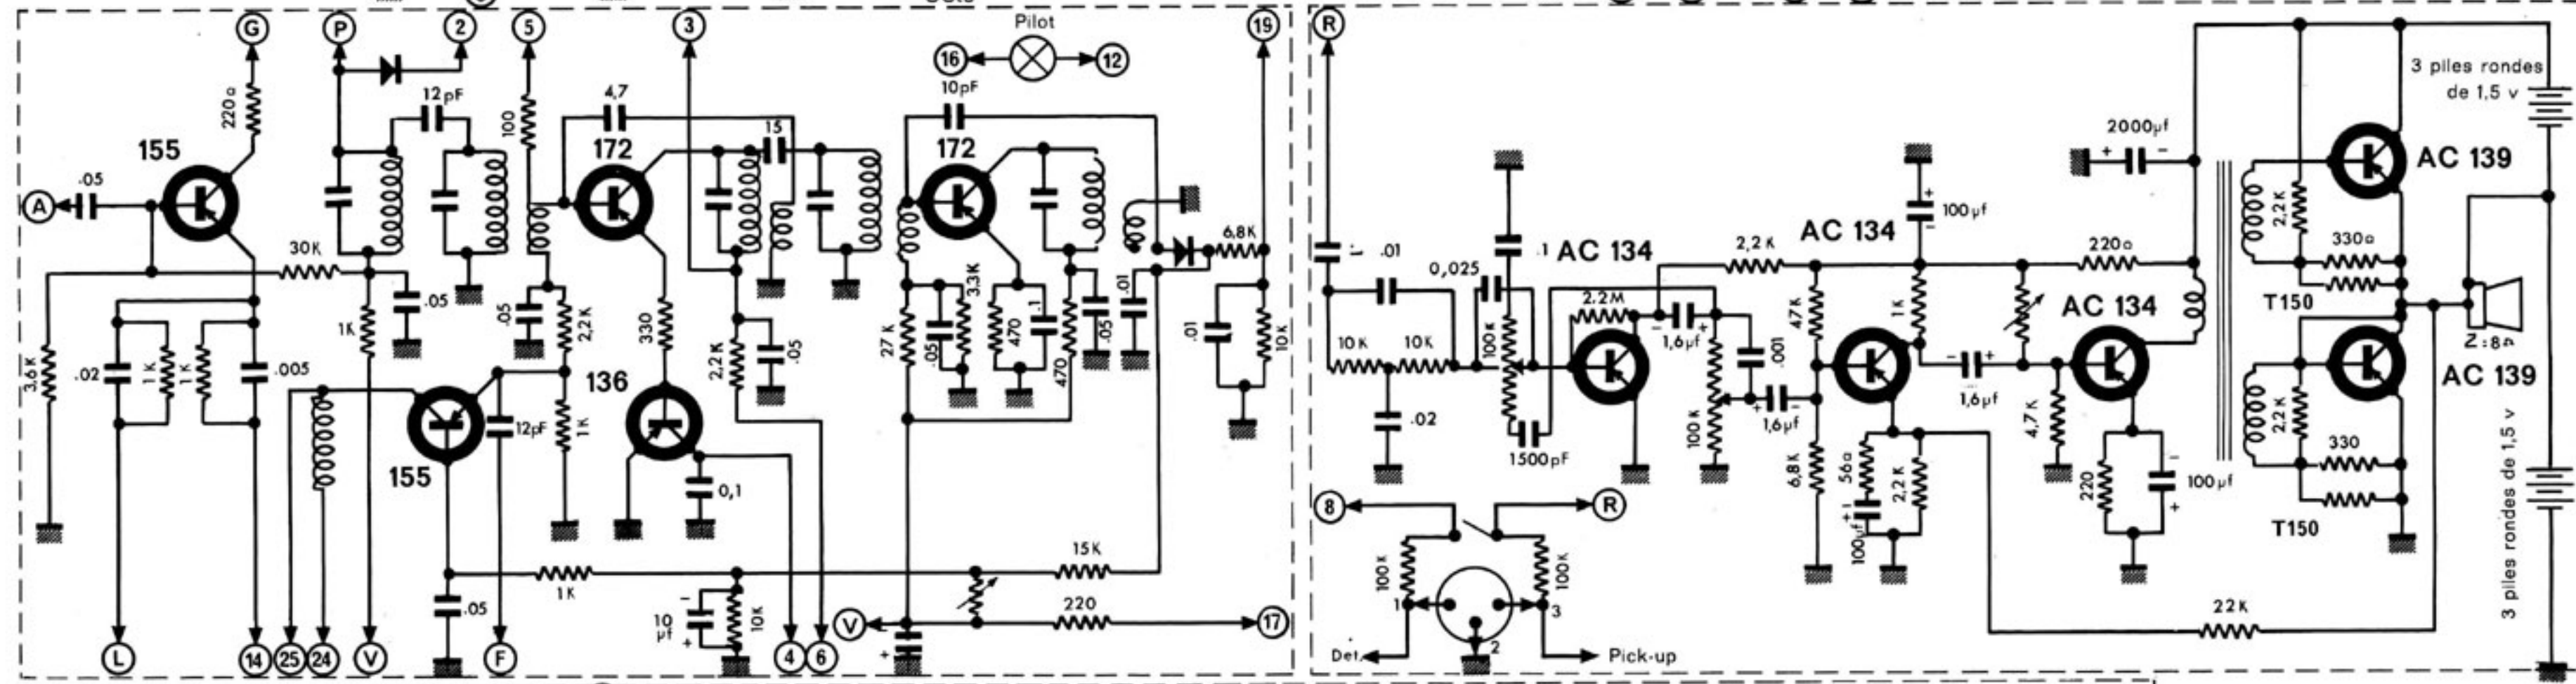 G
P
2
5
3
Pilot
19
R
16
12
3 piles rondes
de 1,5 v
220Ω
12pF
100
4,7
15
10pF
2000µf
+
-
155
172
172
AC 139
A
.05
30K
6,8K
.1
.01
0,025
.1
AC 134
2,2 K
AC 134
+
100µf
-
220Ω
2,2K
330Ω
T150
3,6K
.02
1K
1K
.005
1K
.05
.05
2,2K
330
2,2K
.05
27 K
.05
3.3K
470
.1
470
.05
.01
.01
10K
10K
10K
100K
2.2M
-
+
1,6µf
.001
47K
1K
AC 134
AC 139
155
12pF
1K
136
0,1
.02
1500pF
100K
+
-
1,6µf
6,8K
-
+
1,6µf
4,7K
2,2K
330
T150
56Ω
2,2K
100µf
+
220
-
100µf
+
3 piles rondes de 1,5 v
8
R
100K
100K
1
3
2
Det.
Pick-up
22K
.05
1K
-
10
µf
+
10K
15K
220
V
+
17
L
14
25
24
V
F
4
6